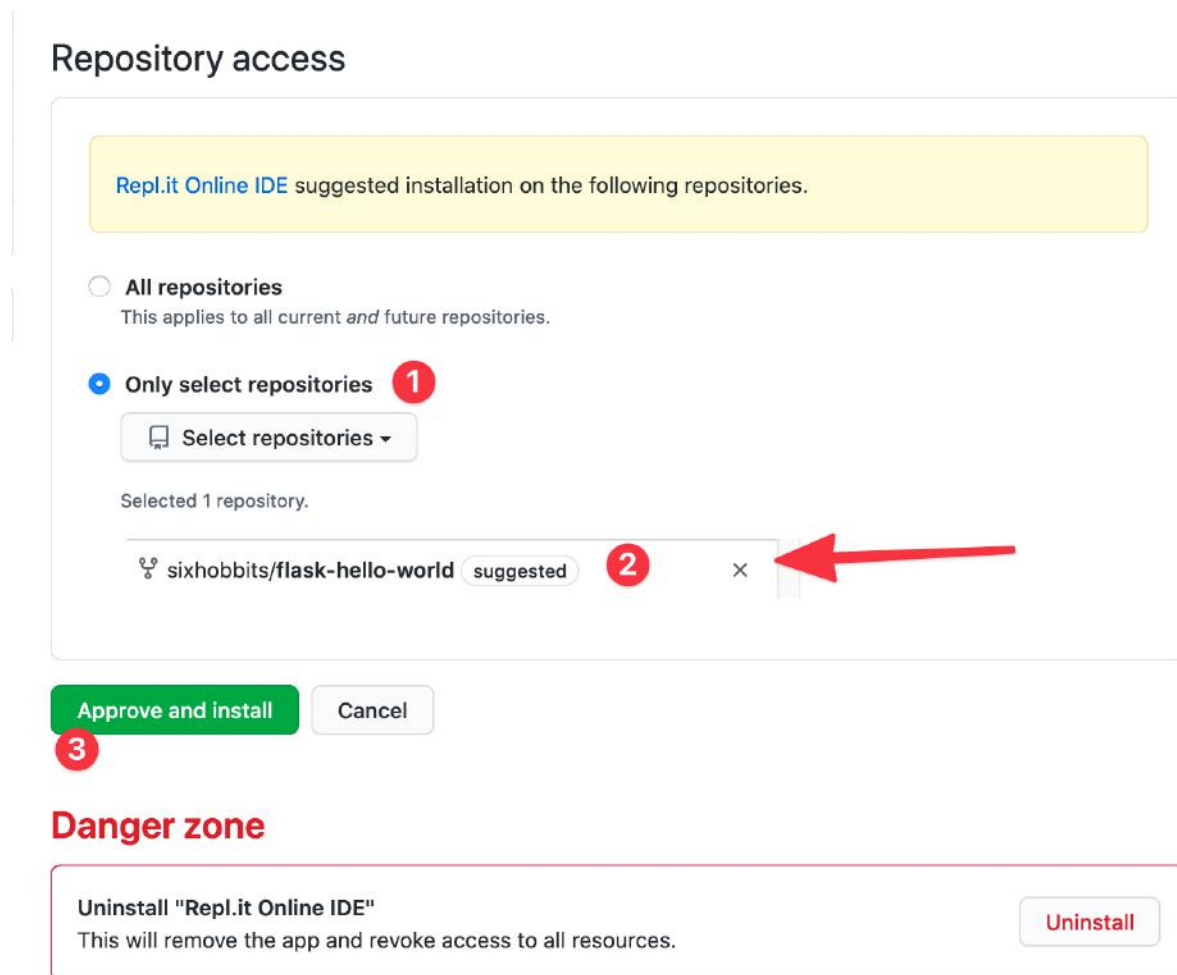 Repository access
Repl.it Online IDE suggested installation on the following repositories.
All repositories
This applies to all current and future repositories.
Only select repositories 1
Select repositories
Selected 1 repository.
sixhobbits/flask-hello-world suggested 2 ×
Approve and install Cancel
3
Danger zone
Uninstall "Repl.it Online IDE"
Uninstall
This will remove the app and revoke access to all resources.